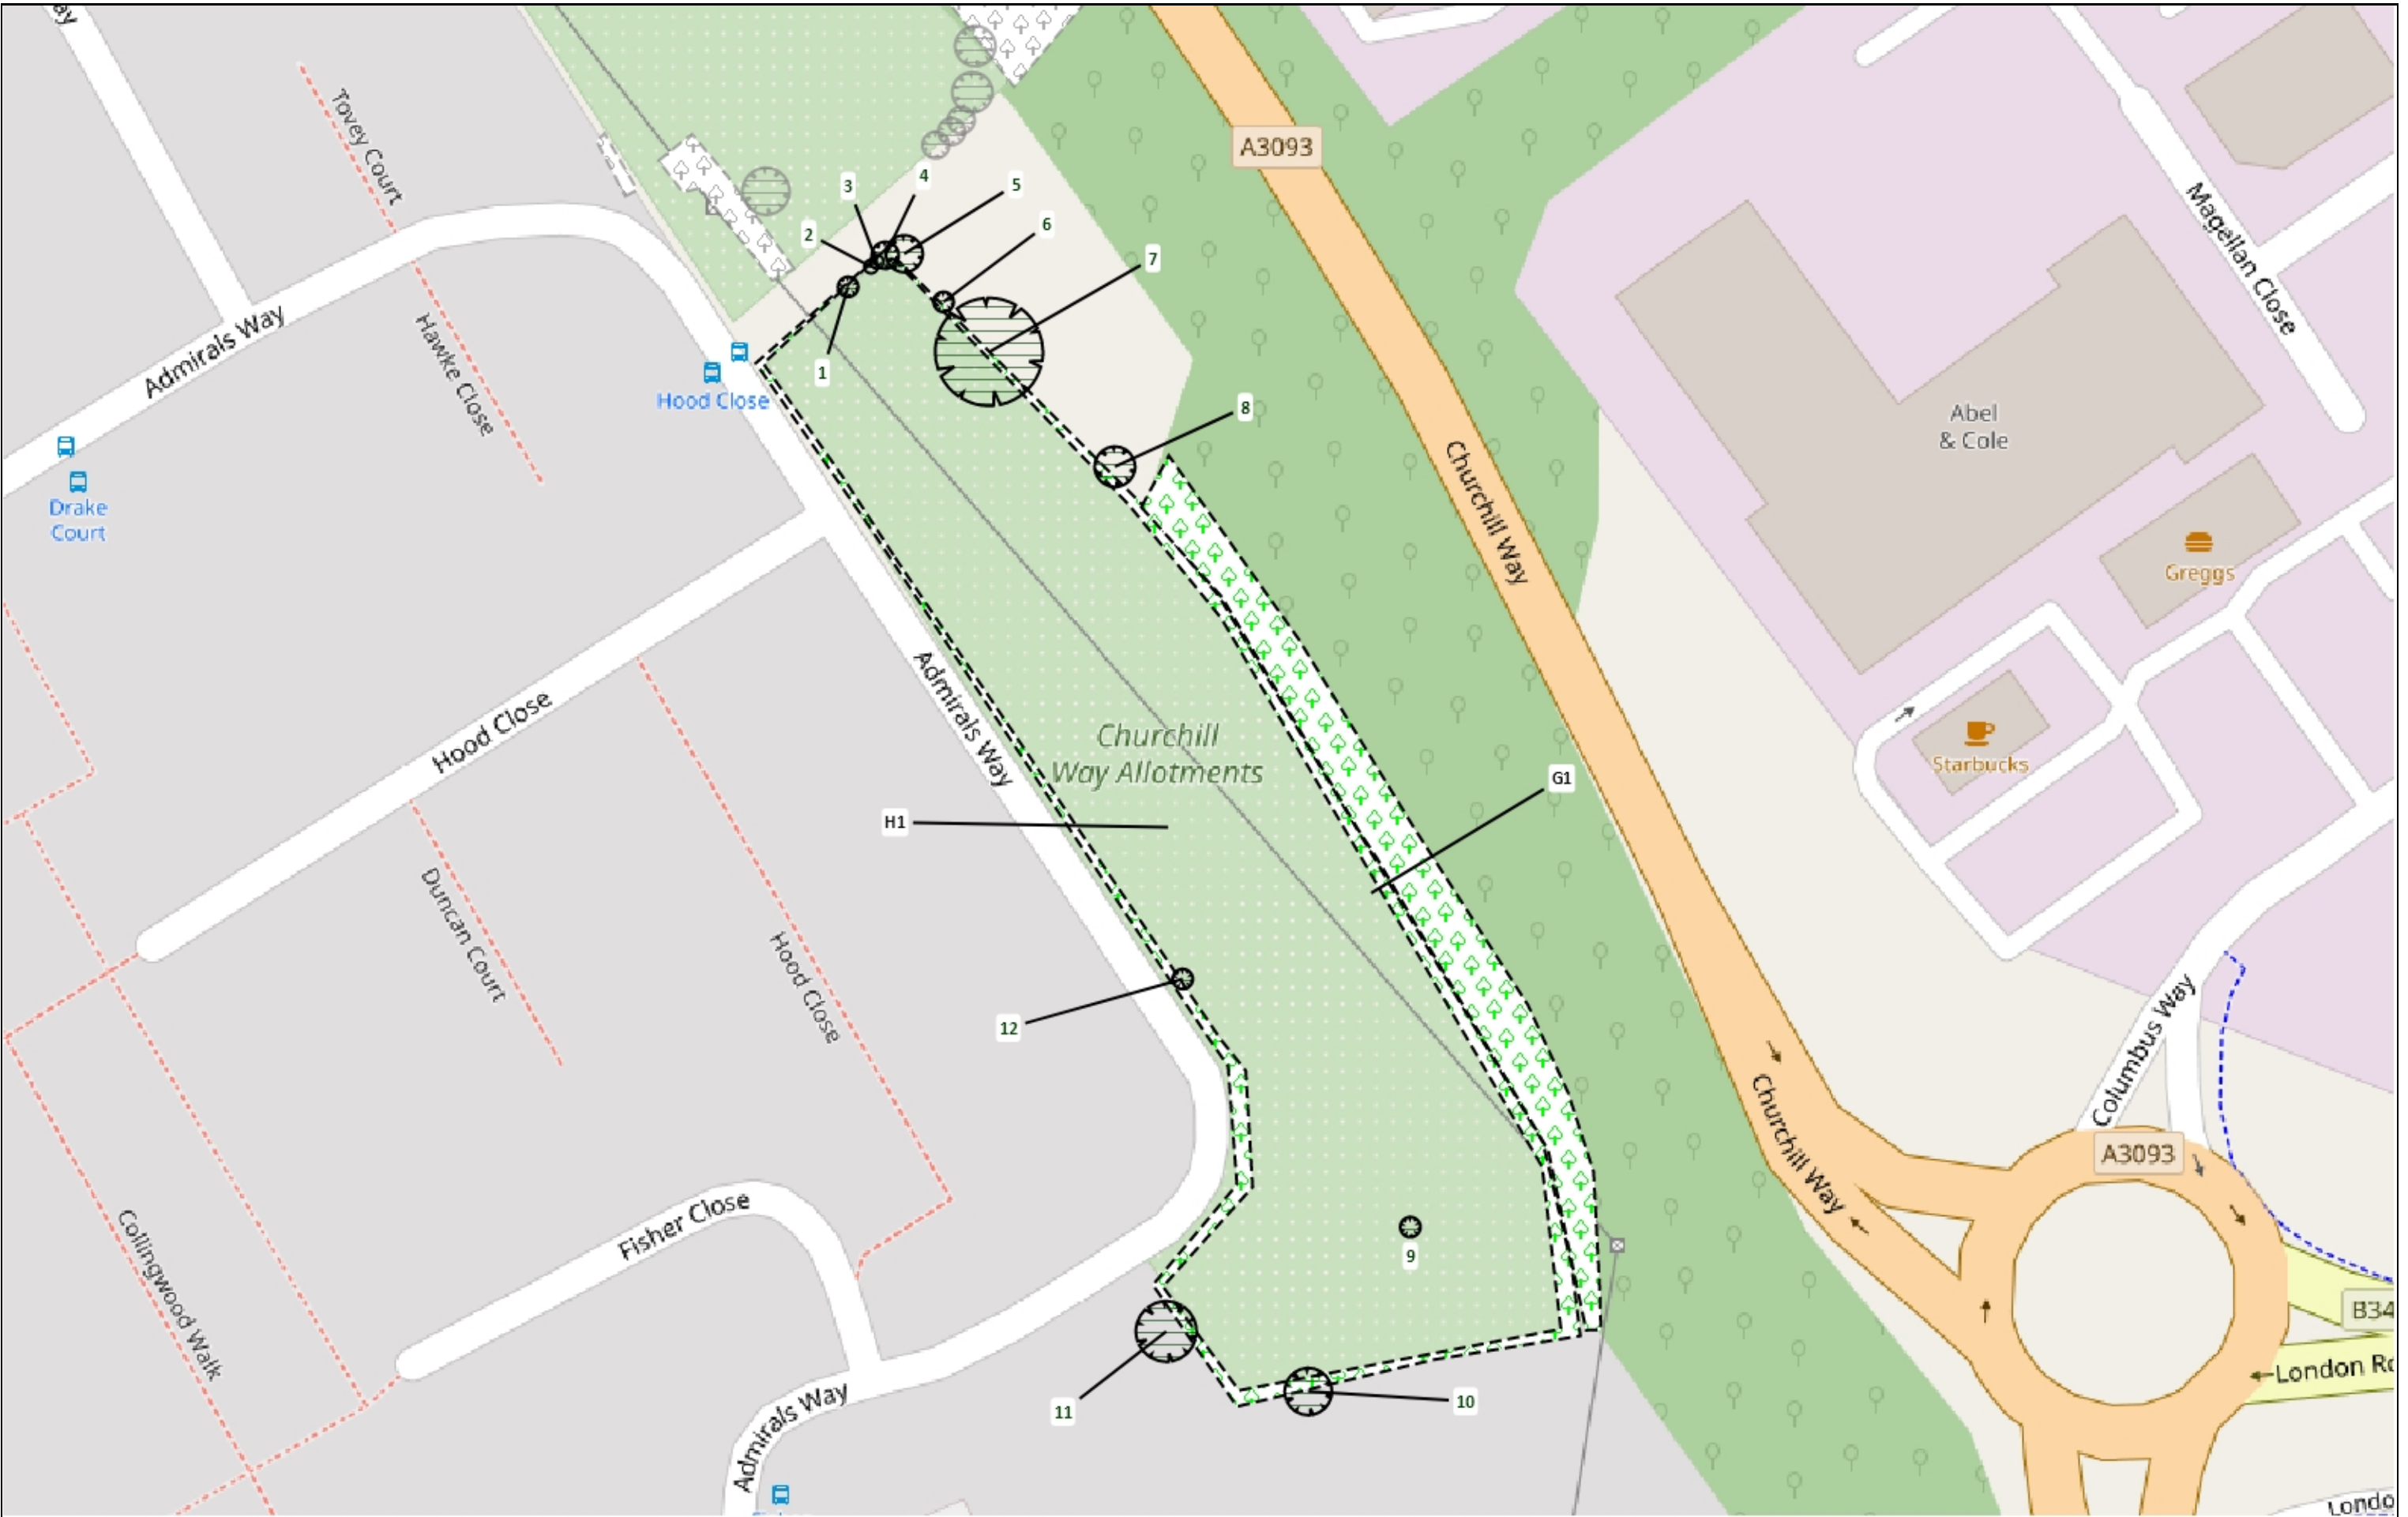 ay
Tovey Court
A3093
Magellan Close
3
4
5
2
6
7
Admirals Way
Hawke Close
1
Hood Close
8
Abel
& Cole
Drake
Court
Churchill Way
Greggs
Admirals Way
Hood Close
Churchill
Way Allotments
Starbucks
G1
H1
Duncan Court
Hood Close
12
Columbus Way
Churchill Way
A3093
Collingwood Walk
Fisher Close
9
B34
London Ro
11
10
Admirals Way
Londo